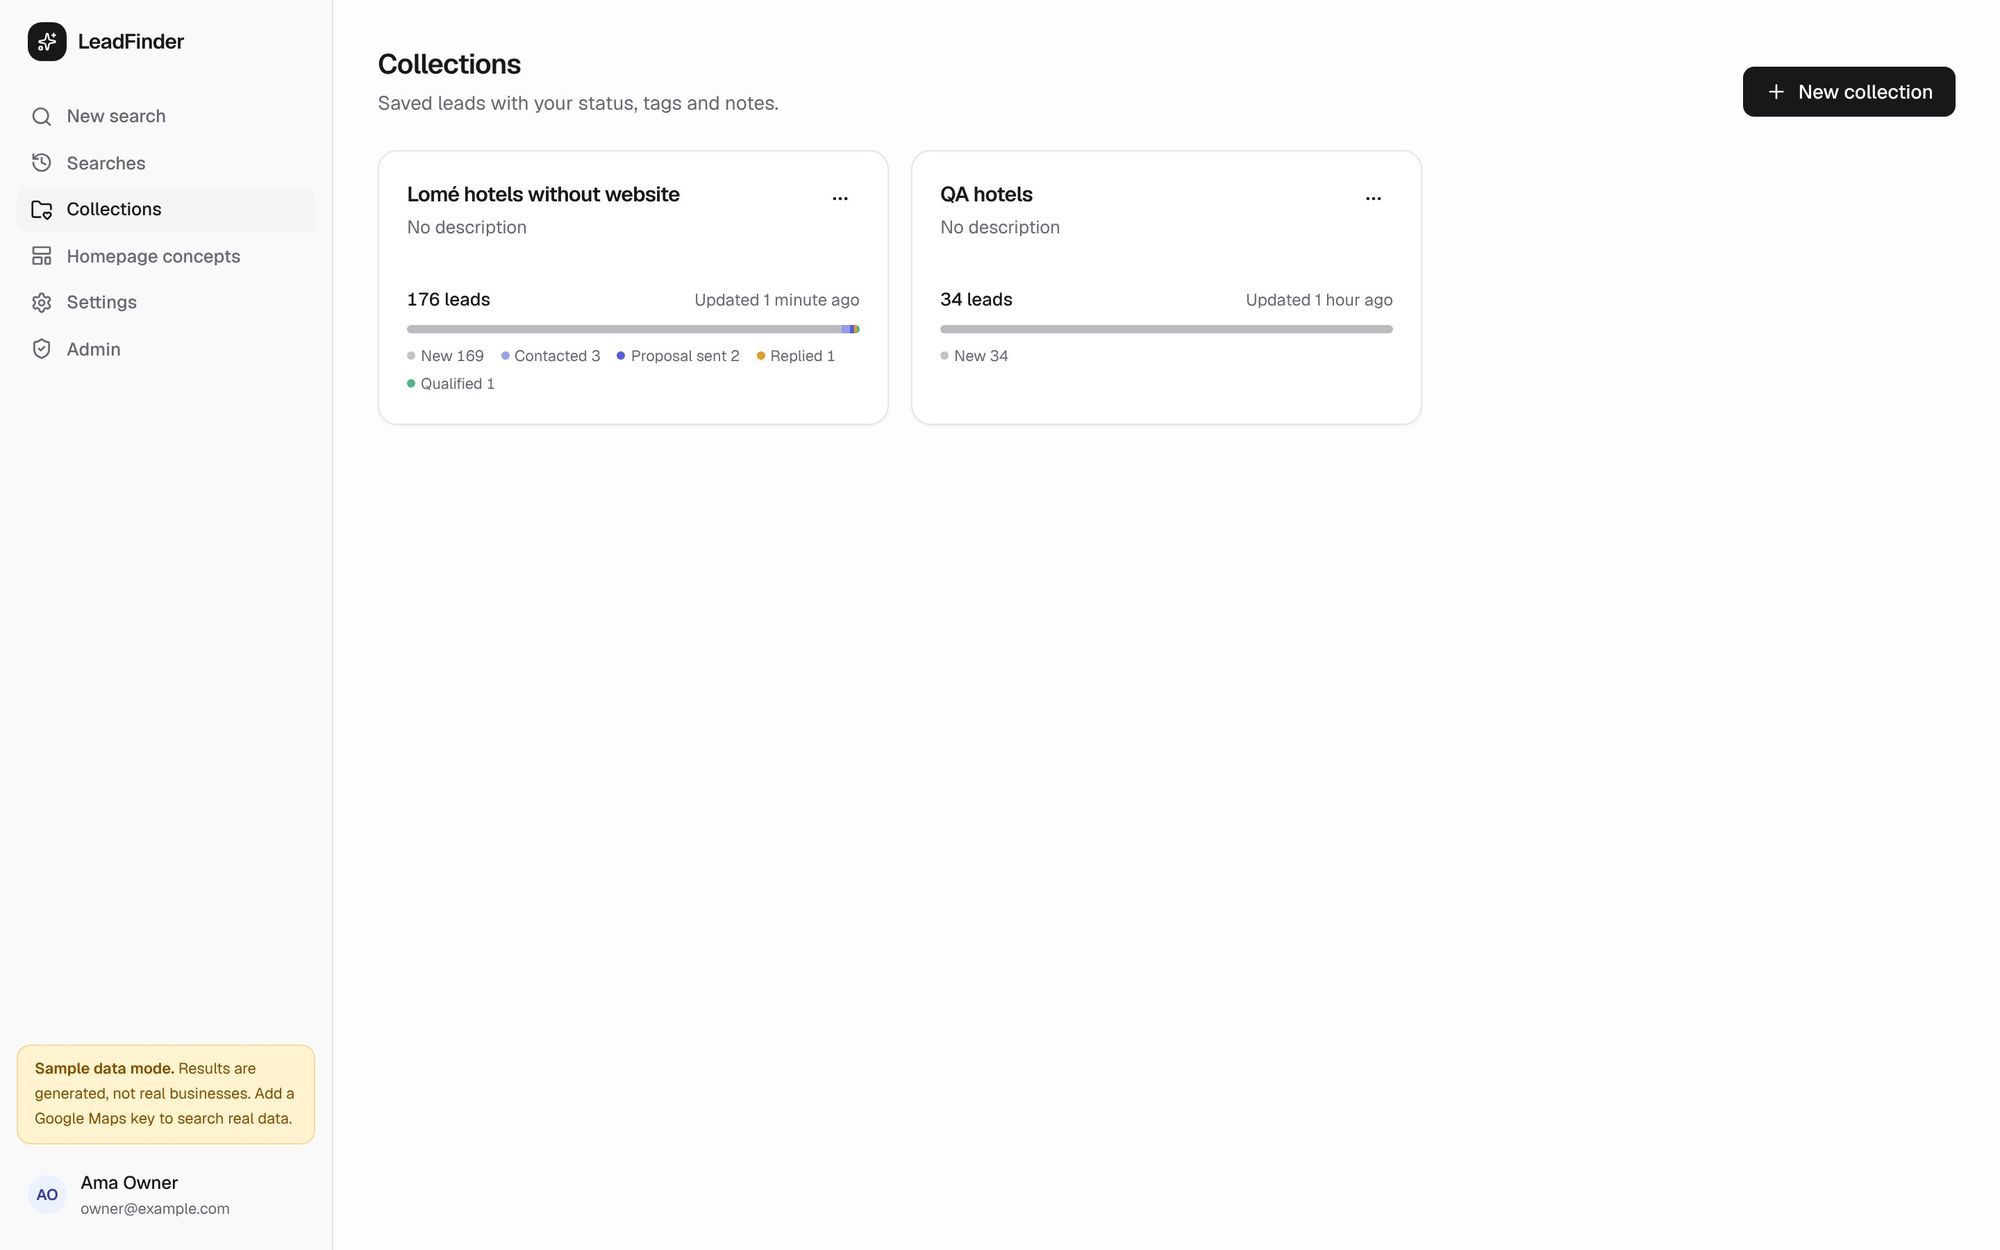 LeadFinder
New search
Searches
Collections
Homepage concepts
Settings
Admin
Sample data mode. Results are
generated, not real businesses. Add a
Google Maps key to search real data.
AO
Ama Owner
owner@example.com
Collections
Saved leads with your status, tags and notes.
+ New collection
Lomé hotels without website
...
No description
176 leads
Updated 1 minute ago
New 169
Contacted 3
Proposal sent 2
Replied 1
Qualified 1
QA hotels
...
No description
34 leads
Updated 1 hour ago
New 34